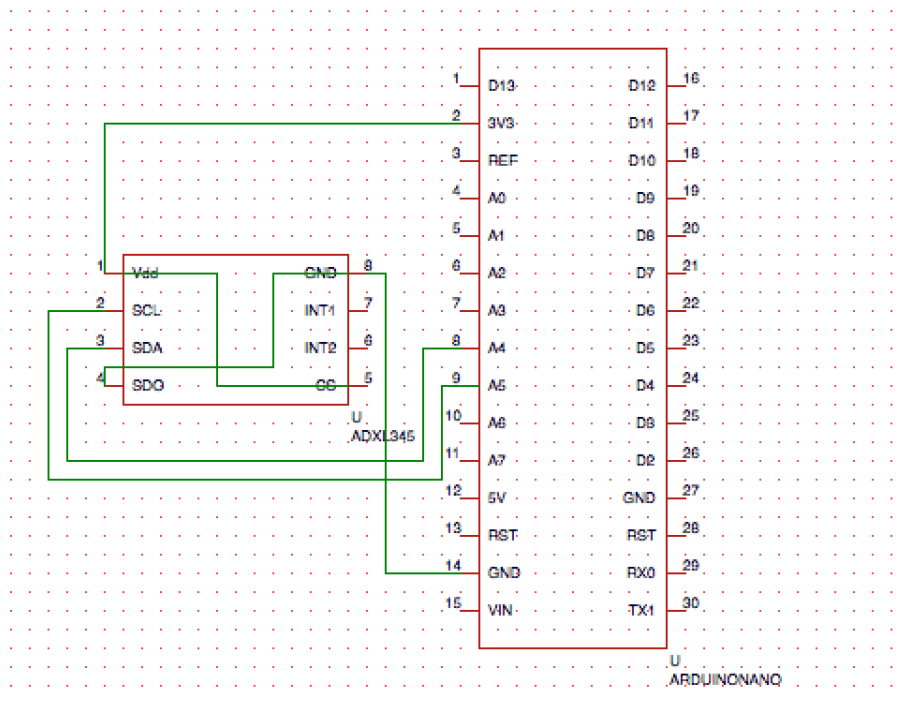 1 D13 D12 16
2 3V3 D11 17
3 REF D10 18
4 A0 D9 19
5 A1 D8 20
1 Vdd GND 8
6 A2 D7 21
2 SCL INT1 7
7 A3 D6 22
3 SDA INT2 6
8 A4 D5 23
4 SDO CS 5
9 A5 D4 24
U
ADXL345
10 A6 D3 25
11 A7 D2 26
12 5V GND 27
13 RST RST 28
14 GND RX0 29
15 VIN TX1 30
U
ARDUINONANO